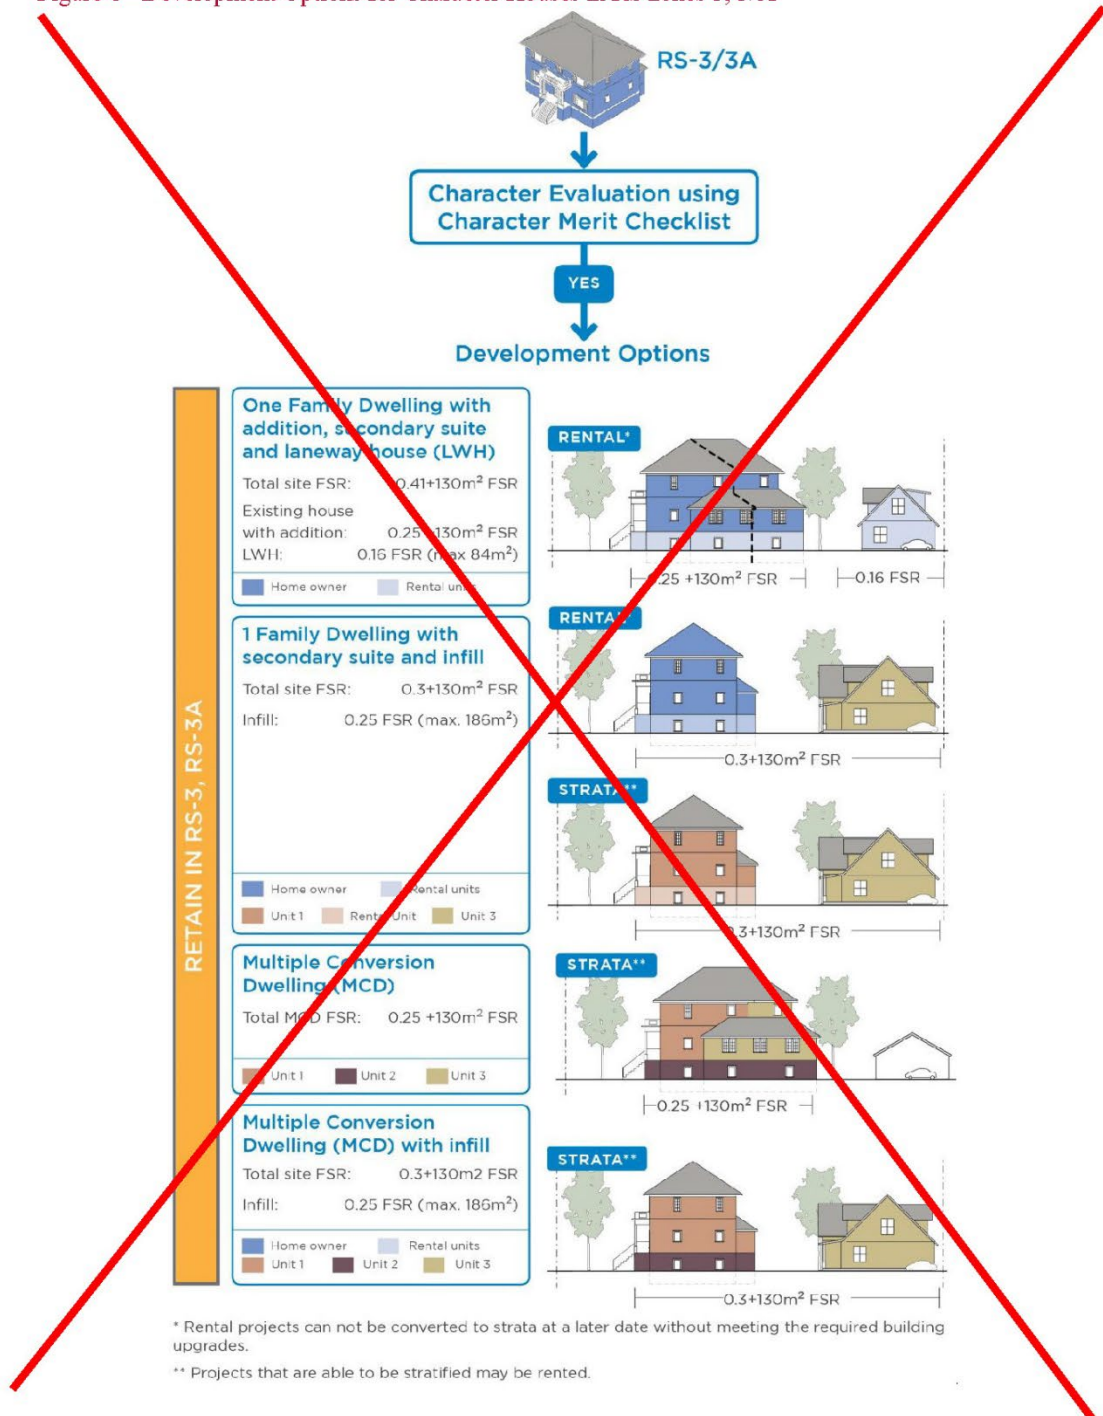 RS-3/3A
Character Evaluation using
Character Merit Checklist
YES
Development Options
RETAIN IN RS-3, RS-3A
One Family Dwelling with
addition, secondary suite
and laneway house (LWH)
Total site FSR: 0.41+130m² FSR
Existing house
with addition: 0.25 +130m² FSR
LWH: 0.16 FSR (max 84m²)
Home owner Rental units
RENTAL*
0.25 +130m² FSR
0.16 FSR
1 Family Dwelling with
secondary suite and infill
Total site FSR: 0.3+130m² FSR
Infill: 0.25 FSR (max. 186m²)
Home owner Rental units
Unit 1 Rental Unit Unit 3
RENTAL*
0.3+130m² FSR
STRATA**
0.3+130m² FSR
Multiple Conversion
Dwelling (MCD)
Total MCD FSR: 0.25 +130m² FSR
Unit 1 Unit 2 Unit 3
STRATA**
0.25 +130m² FSR
Multiple Conversion
Dwelling (MCD) with infill
Total site FSR: 0.3+130m2 FSR
Infill: 0.25 FSR (max. 186m²)
Home owner Rental units
Unit 1 Unit 2 Unit 3
STRATA**
0.3+130m² FSR
* Rental projects can not be converted to strata at a later date without meeting the required building
upgrades.
** Projects that are able to be stratified may be rented.